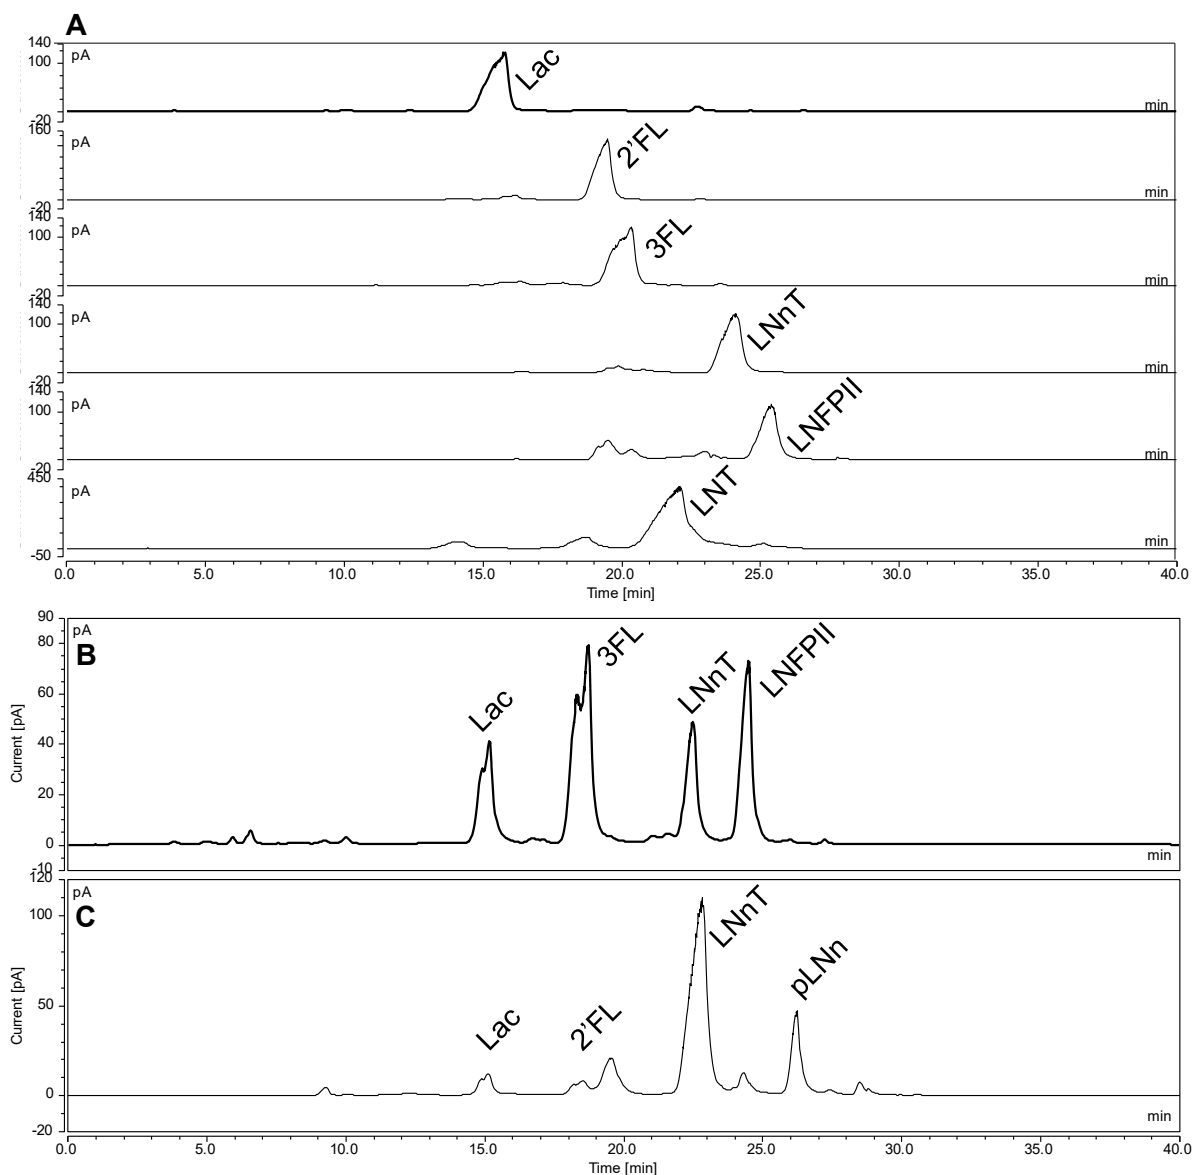 A
140
pA
100
Lac
min
-20
160
pA
2'FL
min
-20
140
pA
100
3FL
min
-20
140
pA
100
LNnT
min
-20
140
pA
100
LNFPII
min
-20
450
pA
LNT
-50
0.0 5.0 10.0 15.0 20.0 25.0 30.0 35.0 40.0
Time [min]
90
pA
B
80
60
40
20
0
-10
Current [pA]
Lac
3FL
LNnT
LNFPII
min
120
pA
C
100
50
0
-20
Current [pA]
Lac
2'FL
LNnT
pLNn
min
0.0 5.0 10.0 15.0 20.0 25.0 30.0 35.0 40.0
Time [min]